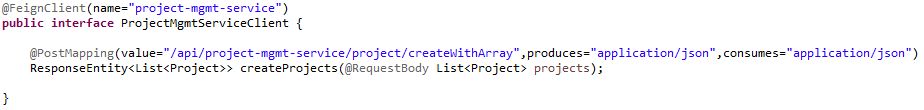 @FeignClient(name="project-mgmt-service")
public interface ProjectMgmtServiceClient {
@PostMapping(value="/api/project-mgmt-service/project/createWithArray",produces="application/json",consumes="application/json")
ResponseEntity<List<Project>> createProjects(@RequestBody List<Project> projects);
}